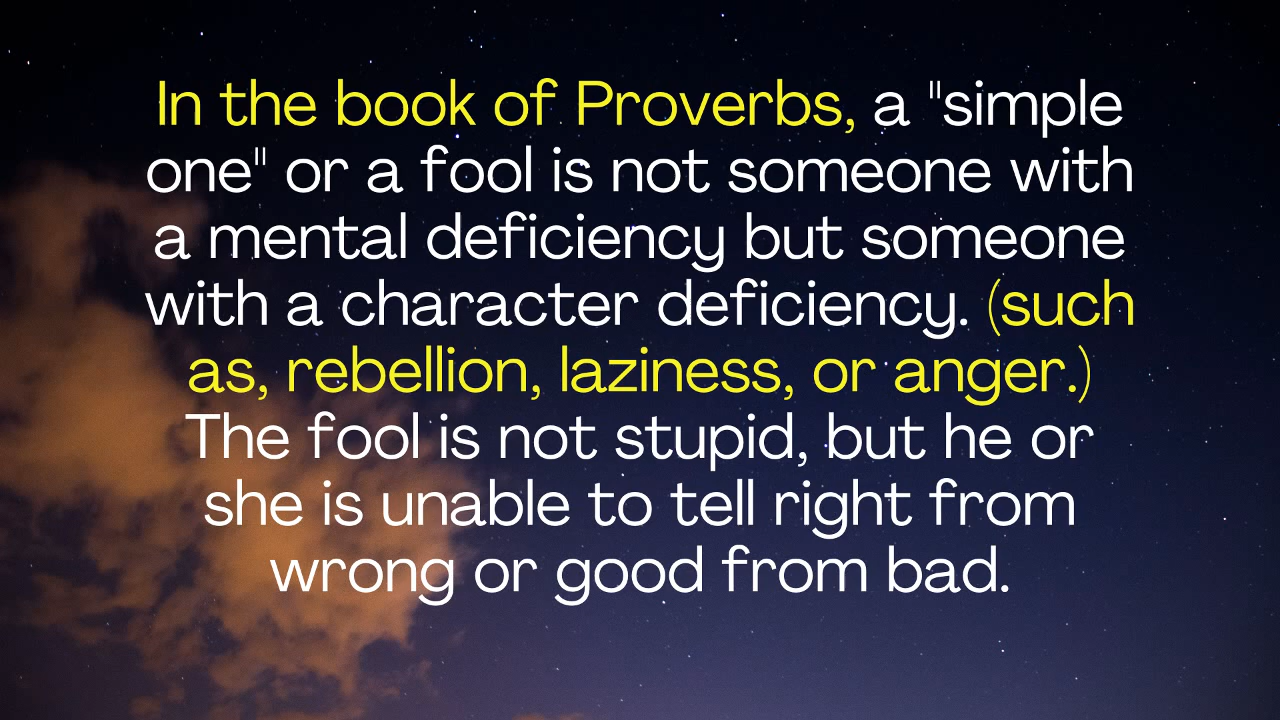 In the book of Proverbs, a "simple
one" or a fool is not someone with
a mental deficiency but someone
with a character deficiency. (such
as, rebellion, laziness, or anger.)
The fool is not stupid, but he or
she is unable to tell right from
wrong or good from bad.